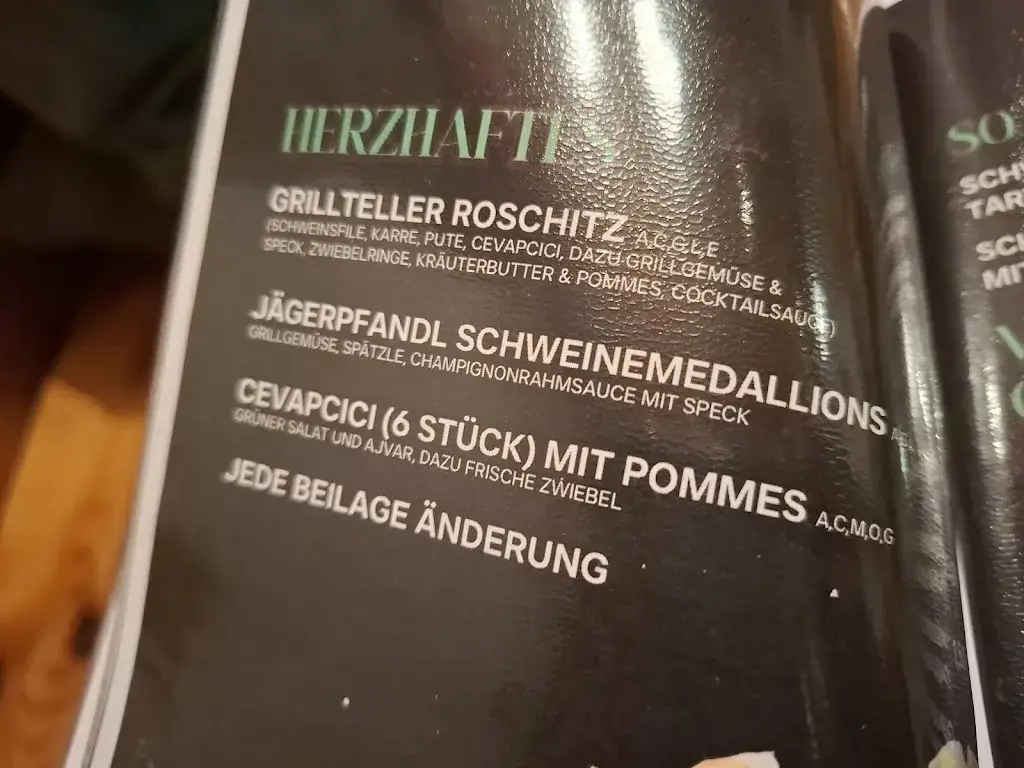 GRILLTELLER ROSCHITZ A,C,G,L,E
(SCHWEINSFILE, KARRE, PUTE, CEVAPCICI, DAZU GRILLGEMÜSE &
SPECK, ZWIEBELRINGE, KRÄUTERBUTTER & POMMES, COCKTAILSAUCE)
JÄGERPFANDL SCHWEINEMEDALLIONS
GRILLGEMÜSE, SPÄTZLE, CHAMPIGNONRAHMSAUCE MIT SPECK
CEVAPCICI (6 STÜCK) MIT POMMES A,C,M,O,G
GRÜNER SALAT UND AJVAR, DAZU FRISCHE ZWIEBEL
JEDE BEILAGE ÄNDERUNG